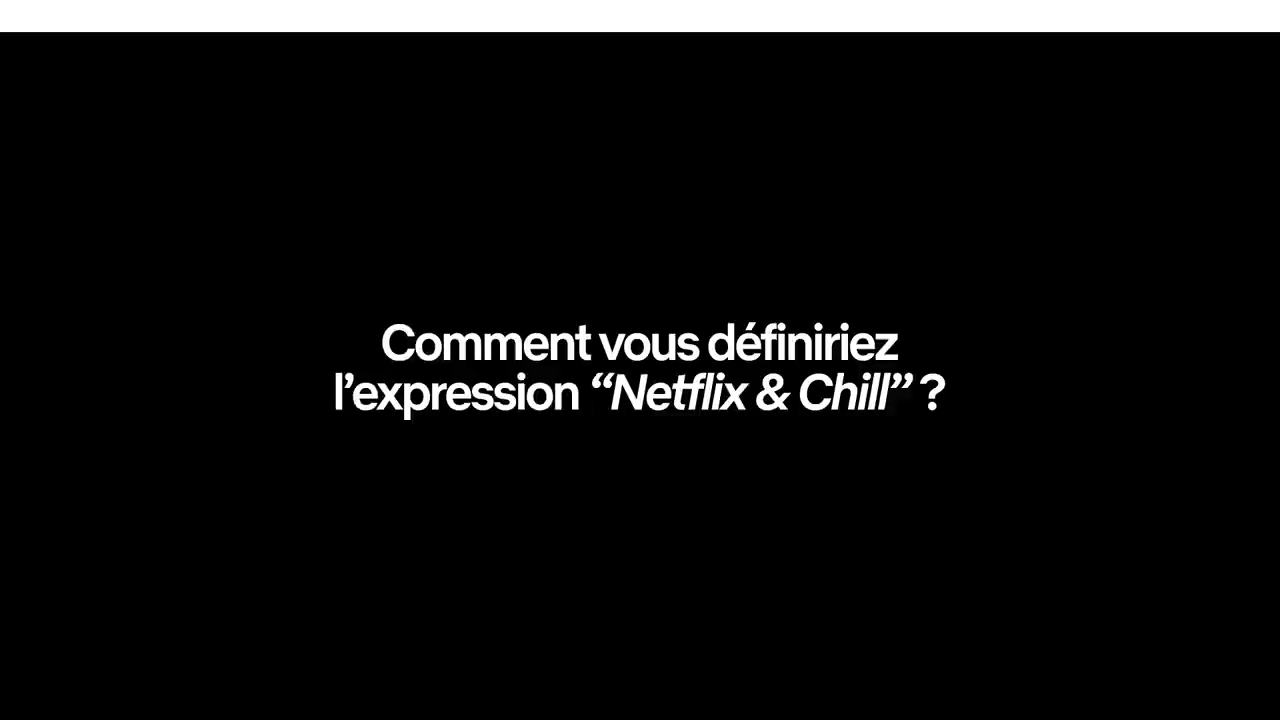 Comment vous définiriez
l’expression “Netflix & Chill” ?